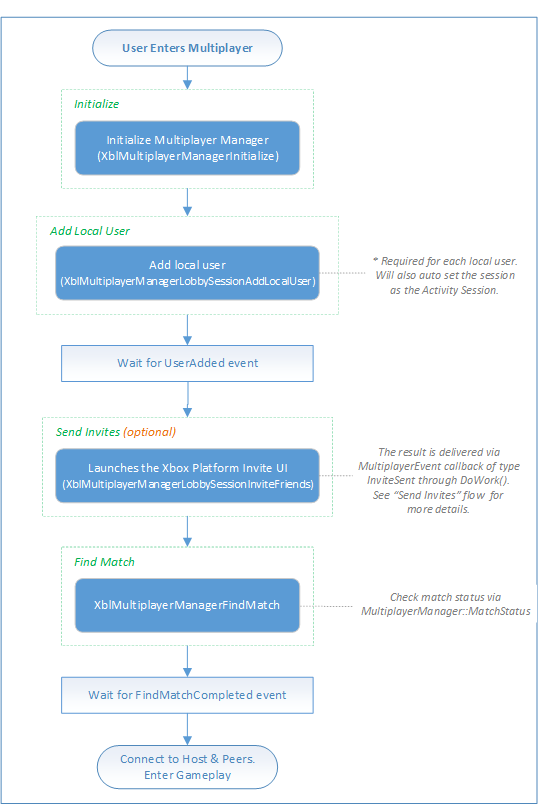 User Enters Multiplayer
Initialize
Initialize Multiplayer Manager
(XblMultiplayerManagerInitialize)
Add Local User
Add local user
(XblMultiplayerManagerLobbySessionAddLocalUser)
* Required for each local user.
Will also auto set the session
as the Activity Session.
Wait for UserAdded event
Send Invites (optional)
Launches the Xbox Platform Invite UI
(XblMultiplayerManagerLobbySessionInviteFriends)
The result is delivered via
MultiplayerEvent callback of type
InviteSent through DoWork().
See “Send Invites” flow for
more details.
Find Match
XblMultiplayerManagerFindMatch
Check match status via
MultiplayerManager::MatchStatus
Wait for FindMatchCompleted event
Connect to Host & Peers.
Enter Gameplay